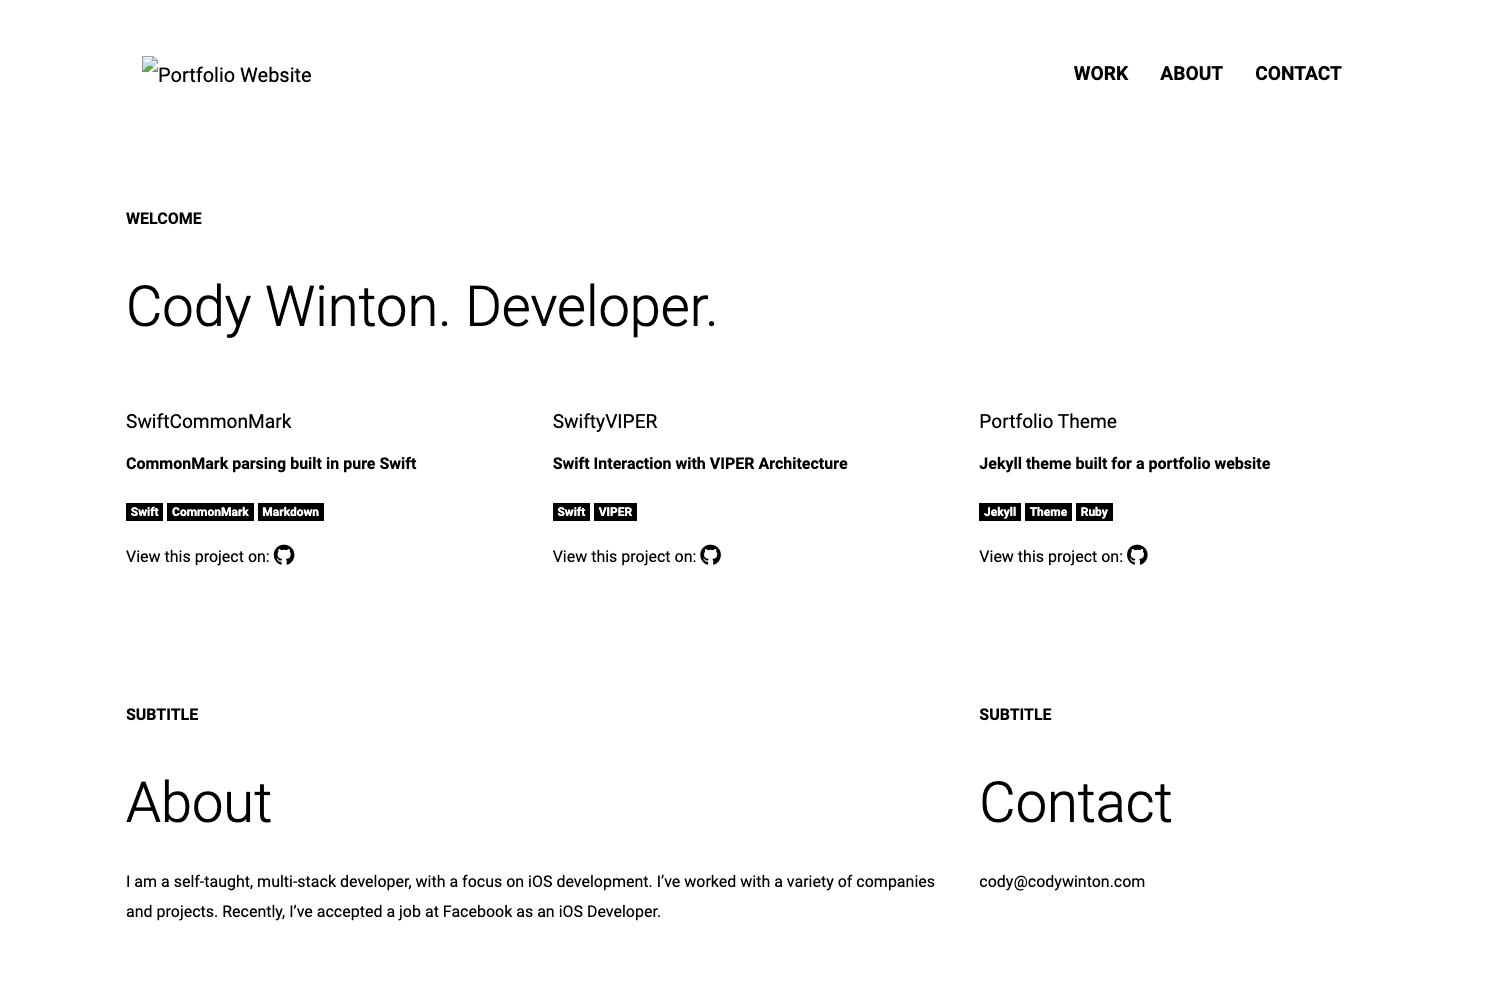 Portfolio Website
WORK ABOUT CONTACT
WELCOME
Cody Winton. Developer.
SwiftCommonMark
CommonMark parsing built in pure Swift
Swift CommonMark Markdown
View this project on:
SwiftyVIPER
Swift Interaction with VIPER Architecture
Swift VIPER
View this project on:
Portfolio Theme
Jekyll theme built for a portfolio website
Jekyll Theme Ruby
View this project on:
SUBTITLE
About
I am a self-taught, multi-stack developer, with a focus on iOS development. I’ve worked with a variety of companies
and projects. Recently, I’ve accepted a job at Facebook as an iOS Developer.
SUBTITLE
Contact
cody@codywinton.com